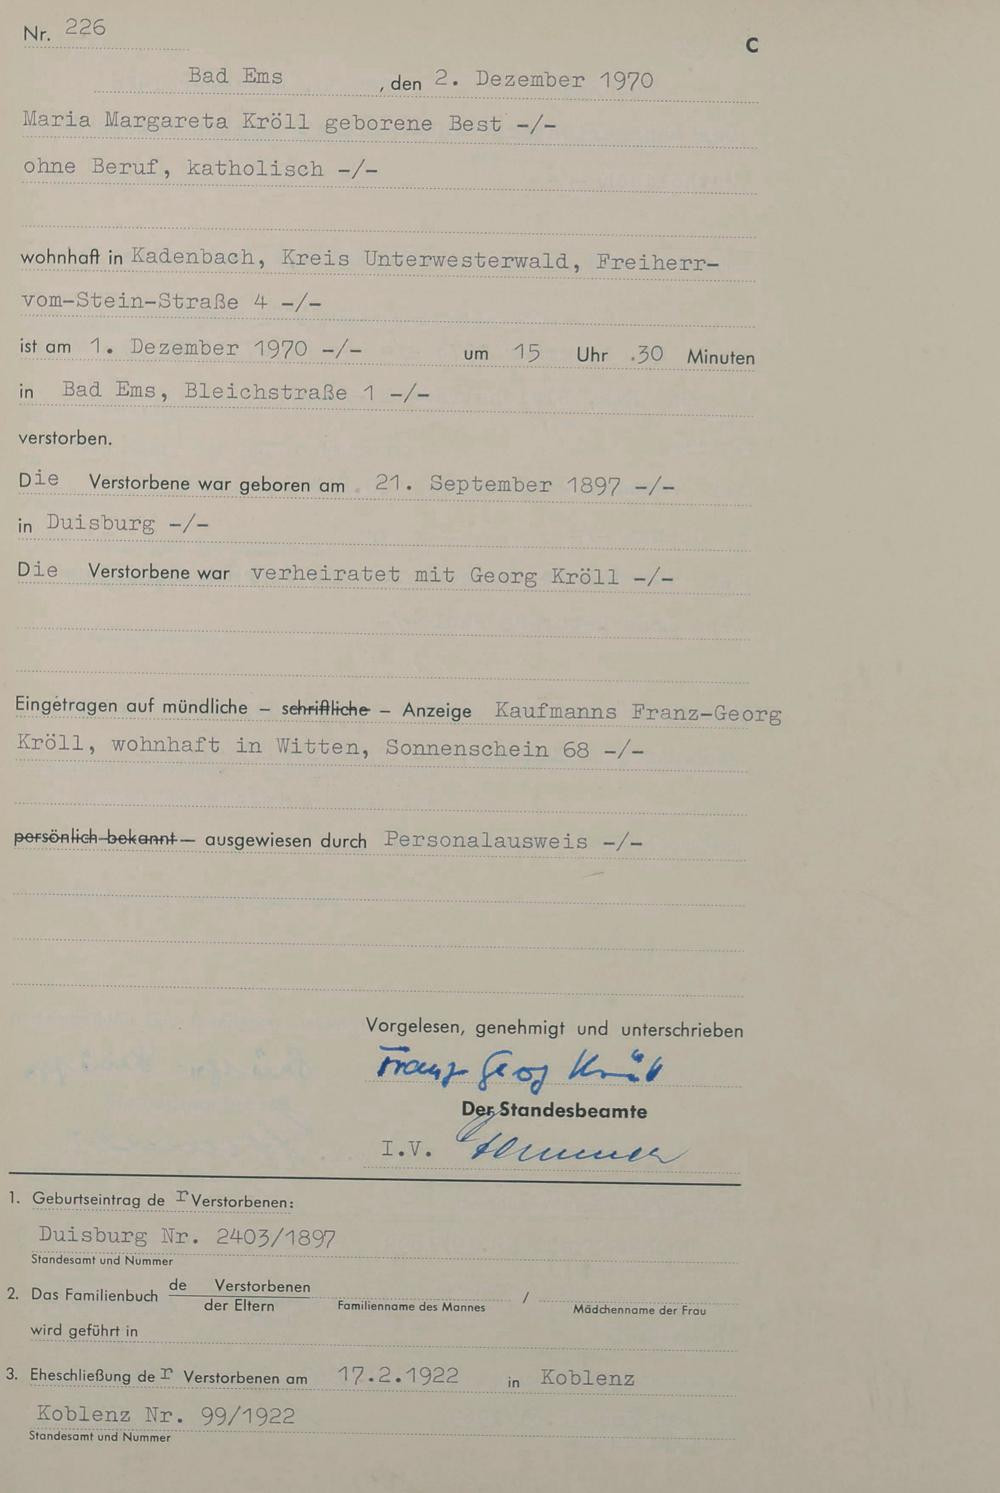 Nr. 226
C
Bad Ems , den 2. Dezember 1970
Maria Margareta Kröll geborene Best -/-
ohne Beruf, katholisch -/-
wohnhaft in Kadenbach, Kreis Unterwesterwald, Freiherr-
vom-Stein-Straße 4 -/-
ist am 1. Dezember 1970 -/- um 15 Uhr .30 Minuten
in Bad Ems, Bleichstraße 1 -/-
verstorben.
Die Verstorbene war geboren am 21. September 1897 -/-
in Duisburg -/-
Die Verstorbene war verheiratet mit Georg Kröll -/-
Eingetragen auf mündliche – schriftliche – Anzeige Kaufmanns Franz-Georg
Kröll, wohnhaft in Witten, Sonnenschein 68 -/-
persönlich bekannt — ausgewiesen durch Personalausweis -/-
Vorgelesen, genehmigt und unterschrieben
Franz Georg Kröll
Der Standesbeamte
I.V.
1. Geburtseintrag de r Verstorbenen:
Duisburg Nr. 2403/1897
Standesamt und Nummer
2. Das Familienbuch de Verstorbenen /
der Eltern Familienname des Mannes Mädchenname der Frau
wird geführt in
3. Eheschließung de r Verstorbenen am 17.2.1922 in Koblenz
Koblenz Nr. 99/1922
Standesamt und Nummer